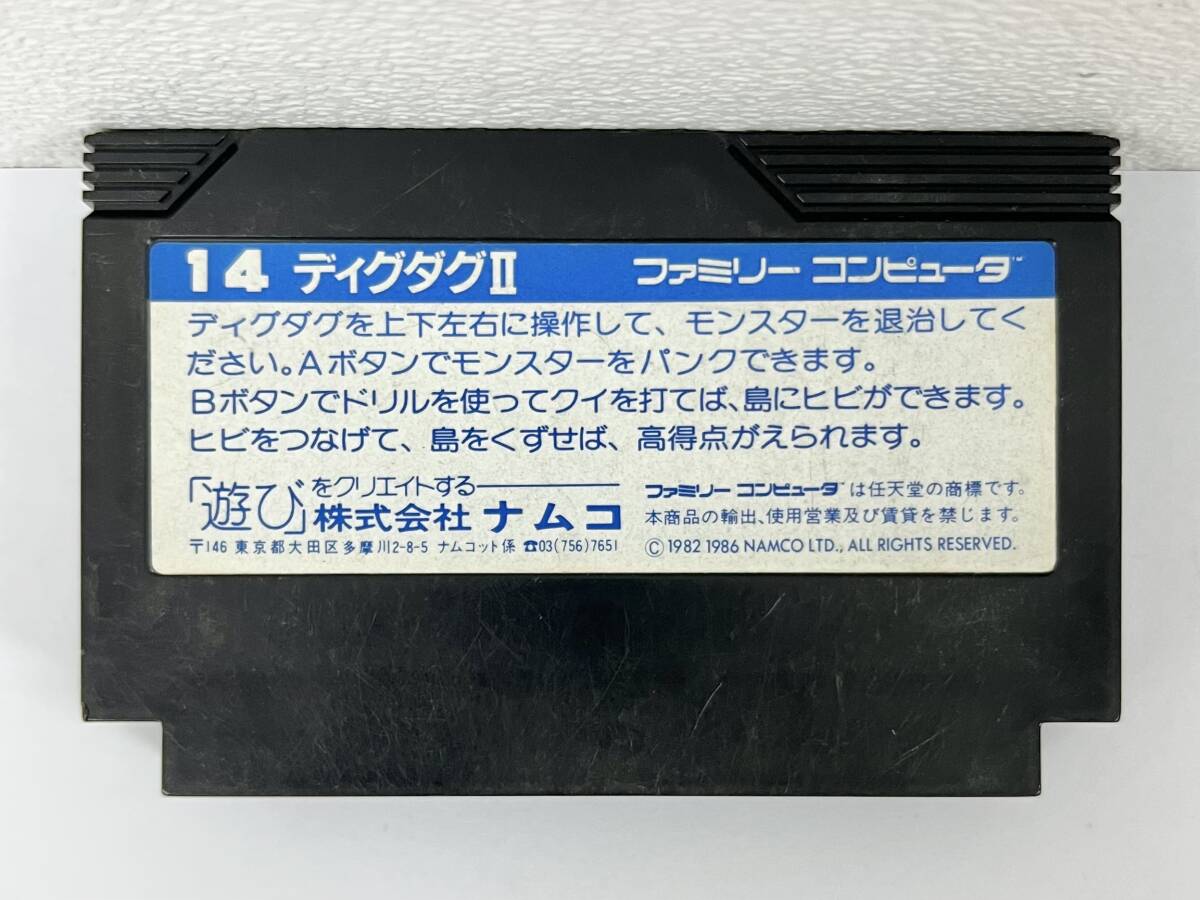 14 ディグダグII ファミリー コンピュータ™
ディグダグを上下左右に操作して、モンスターを退治してく
ださい。Aボタンでモンスターをパンクできます。
Bボタンでドリルを使ってクイを打てば、島にヒビができます。
ヒビをつなげて、島をくずせば、高得点がえられます。
「遊び」をクリエイトする――
株式会社 ナムコ
〒146 東京都大田区多摩川2-8-5 ナムコット係 ☎03(756)7651
ファミリー コンピュータ™は任天堂の商標です。
本商品の輸出、使用営業及び賃貸を禁じます。
© 1982 1986 NAMCO LTD., ALL RIGHTS RESERVED.